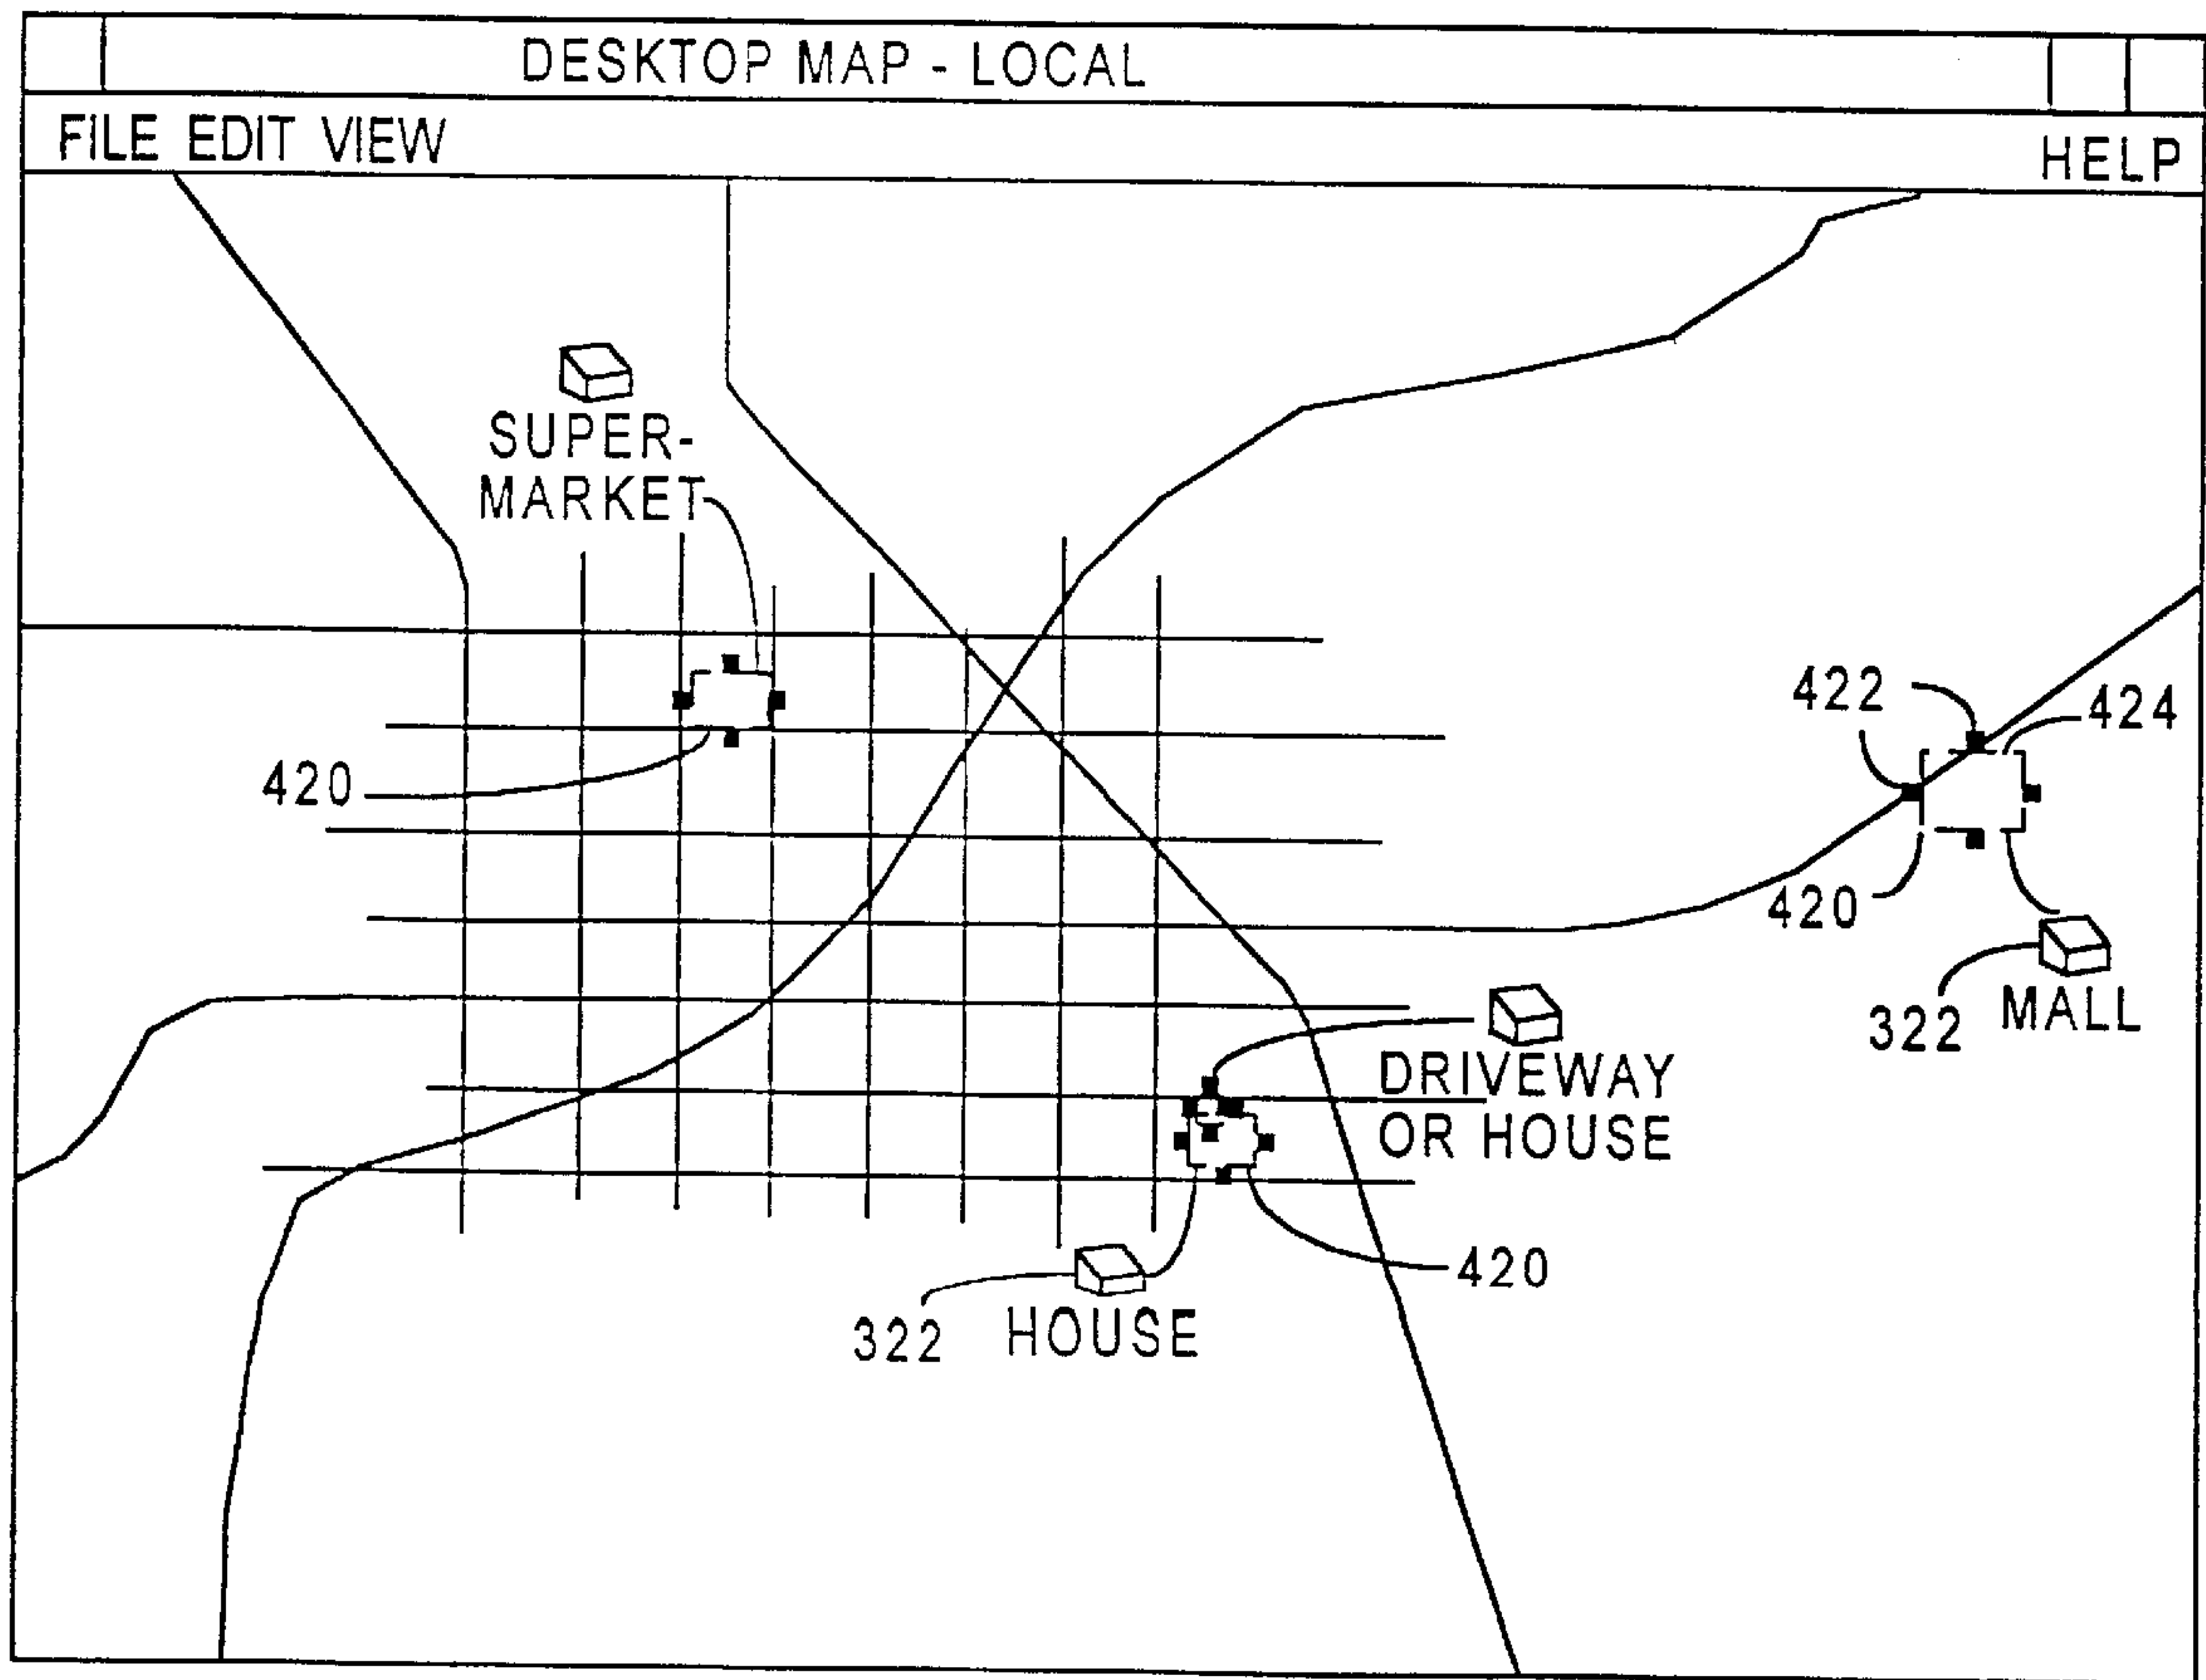 DESKTOP MAP - LOCAL
FILE EDIT VIEW HELP
SUPER-
MARKET
422
424
420
420
322
MALL
DRIVEWAY
OR HOUSE
420
322
HOUSE